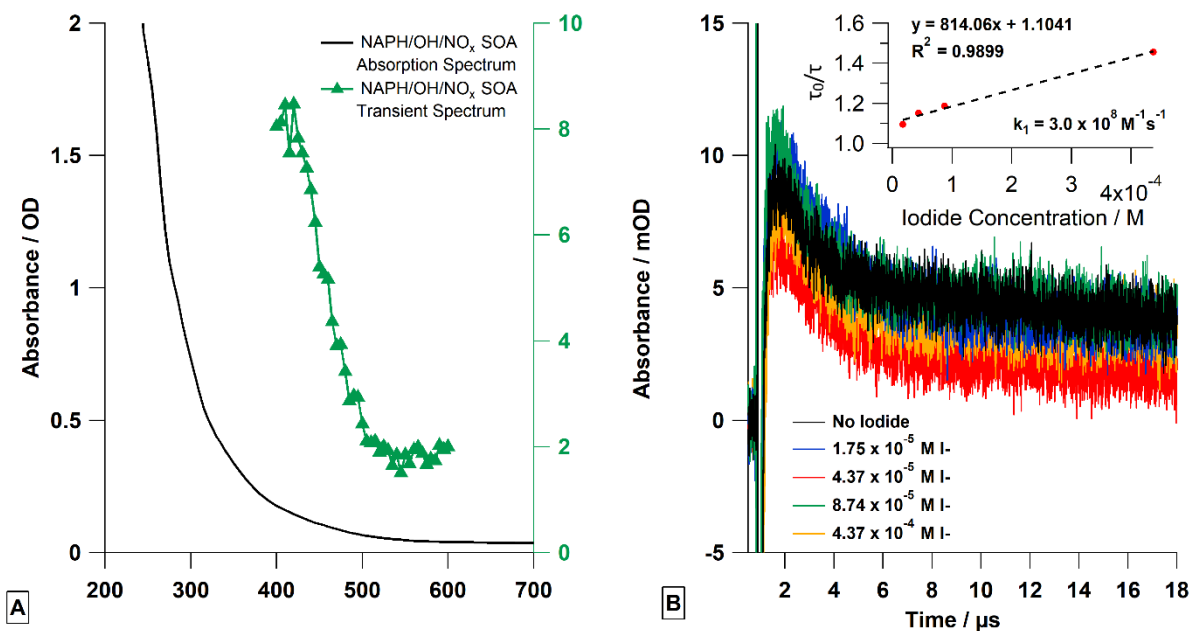 2
1.5
1
0.5
0
Absorbance / OD
200
300
400
500
600
700
10
8
6
4
2
0
NAPH/OH/NOx SOA
Absorption Spectrum
NAPH/OH/NOx SOA
Transient Spectrum
A
15
10
5
0
-5
Absorbance / mOD
2
4
6
8
10
12
14
16
18
Time / µs
y = 814.06x + 1.1041
R² = 0.9899
k₁ = 3.0 x 10⁸ M⁻¹s⁻¹
1.6
1.4
1.2
1.0
τ₀/τ
0
1
2
3
4x10⁻⁴
Iodide Concentration / M
No Iodide
1.75 x 10⁻⁵ M I-
4.37 x 10⁻⁵ M I-
8.74 x 10⁻⁵ M I-
4.37 x 10⁻⁴ M I-
B